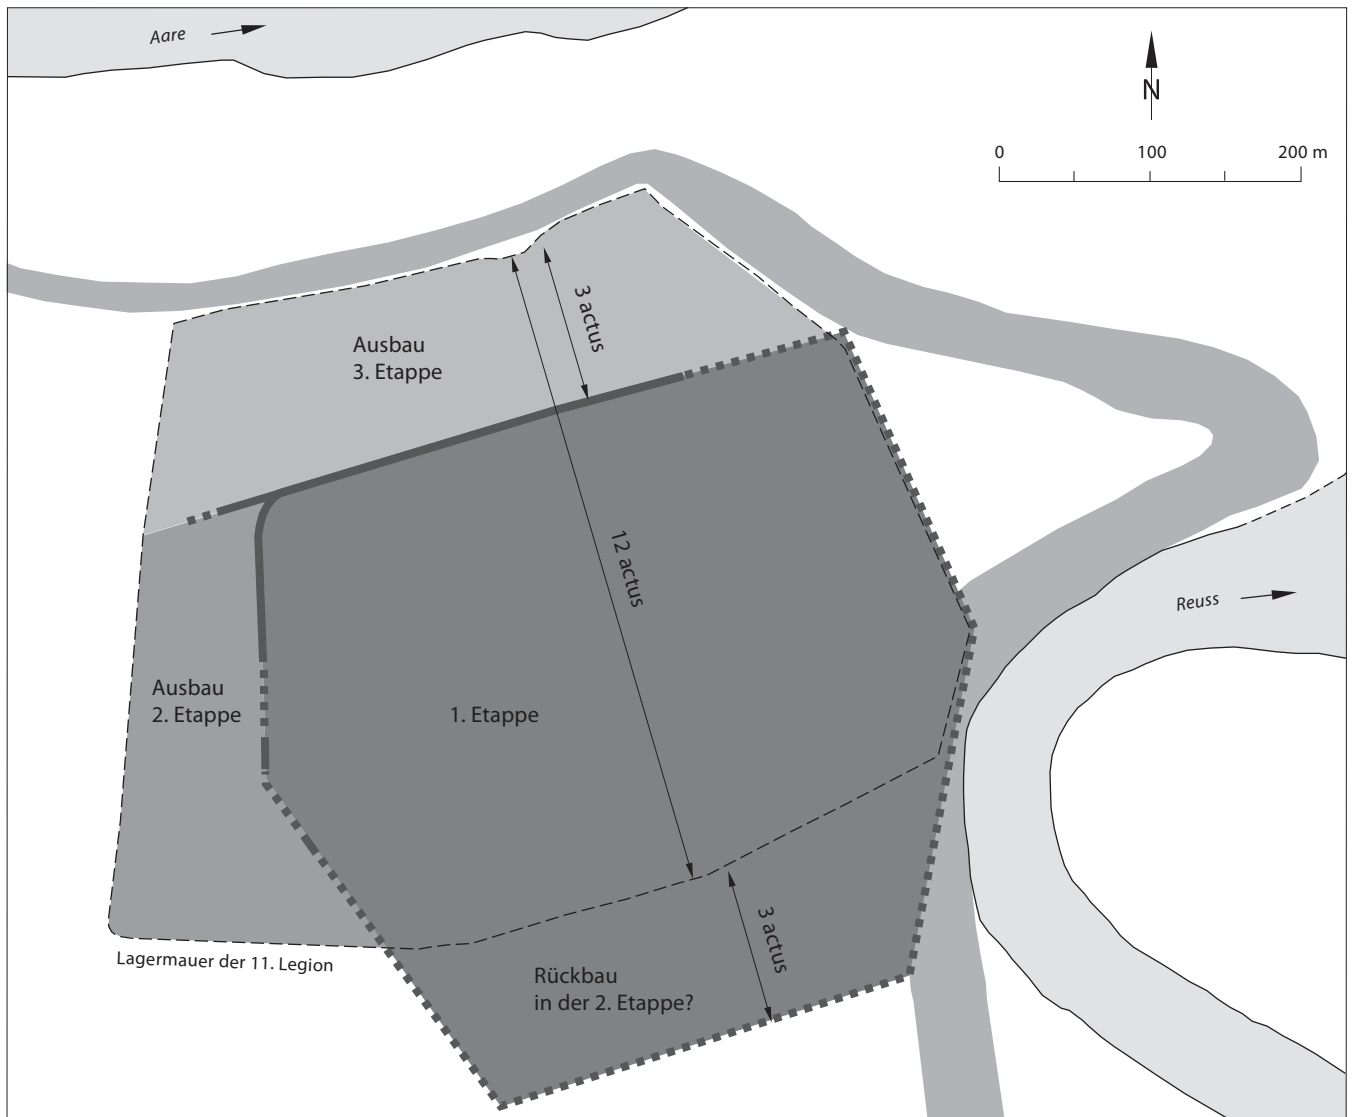 Aare
N
0 100 200 m
3 actus
Ausbau
3. Etappe
12 actus
Reuss
Ausbau
2. Etappe
1. Etappe
3 actus
Lagermauer der 11. Legion
Rückbau
in der 2. Etappe?